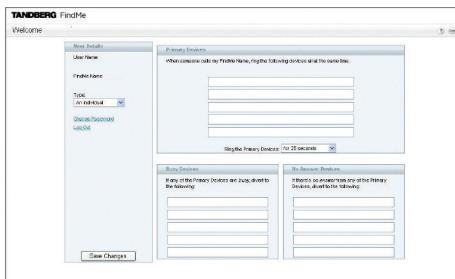 TANDBERG FindMe
Welcome
User Details
User Name
FindMe Name
Type:
An individual
Change Password
Log Out
Save Changes
Primary Devices
When someone calls my FindMe Name, ring the following devices all at the same time.
Ring the Primary Devices: for 25 seconds
Busy Devices
If any of the Primary Devices are busy, divert to
the following:
No Answer Devices
If there is no answer from any of the Primary
Devices, divert to the following: